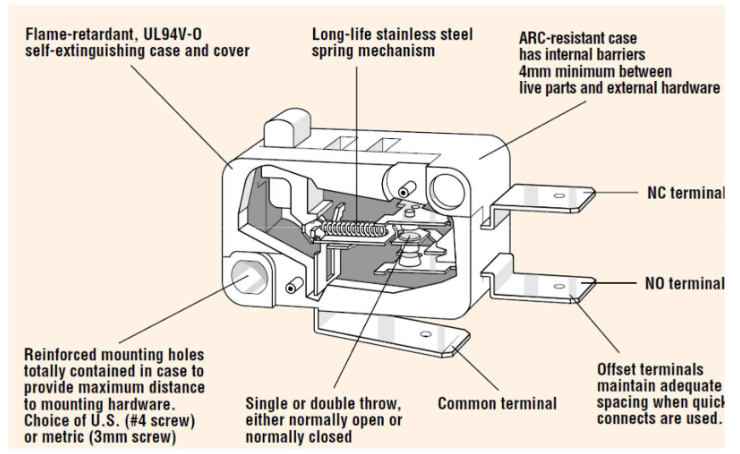 Flame-retardant, UL94V-O
self-extinguishing case and cover
Long-life stainless steel
spring mechanism
ARC-resistant case
has internal barriers
4mm minimum between
live parts and external hardware
NC terminal
NO terminal
Reinforced mounting holes
totally contained in case to
provide maximum distance
to mounting hardware.
Choice of U.S. (#4 screw)
or metric (3mm screw)
Single or double throw,
either normally open or
normally closed
Common terminal
Offset terminals
maintain adequate
spacing when quick
connects are used.